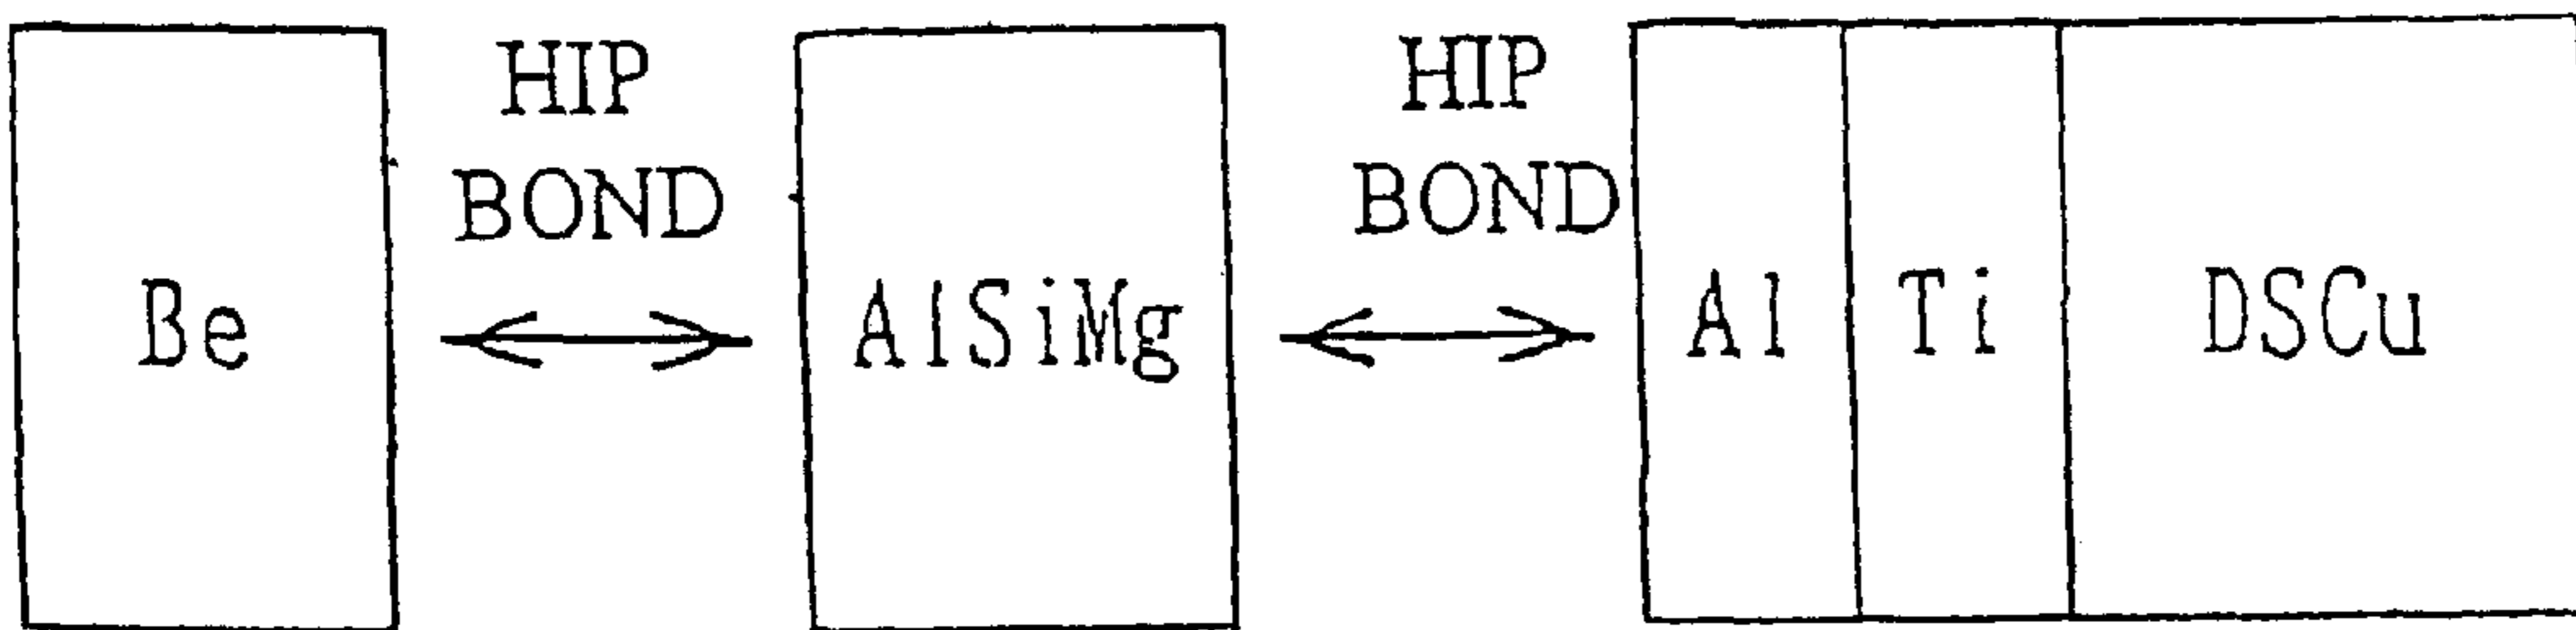 HIP
BOND
HIP
BOND
Be
AlSiMg
Al
Ti
DSCu